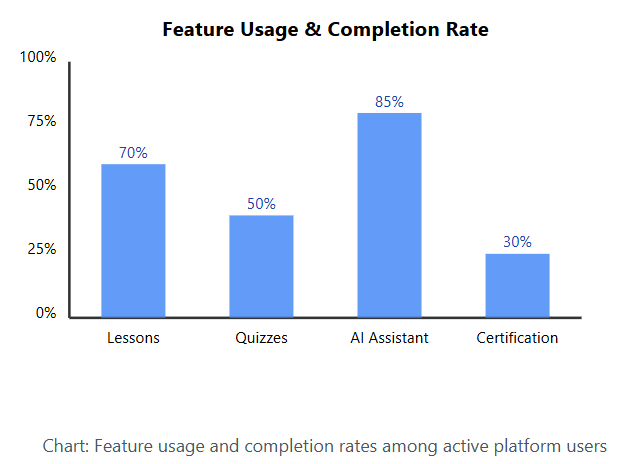 Feature Usage & Completion Rate
100%
75%
50%
25%
0%
70%
50%
85%
30%
Lessons
Quizzes
AI Assistant
Certification
Chart: Feature usage and completion rates among active platform users